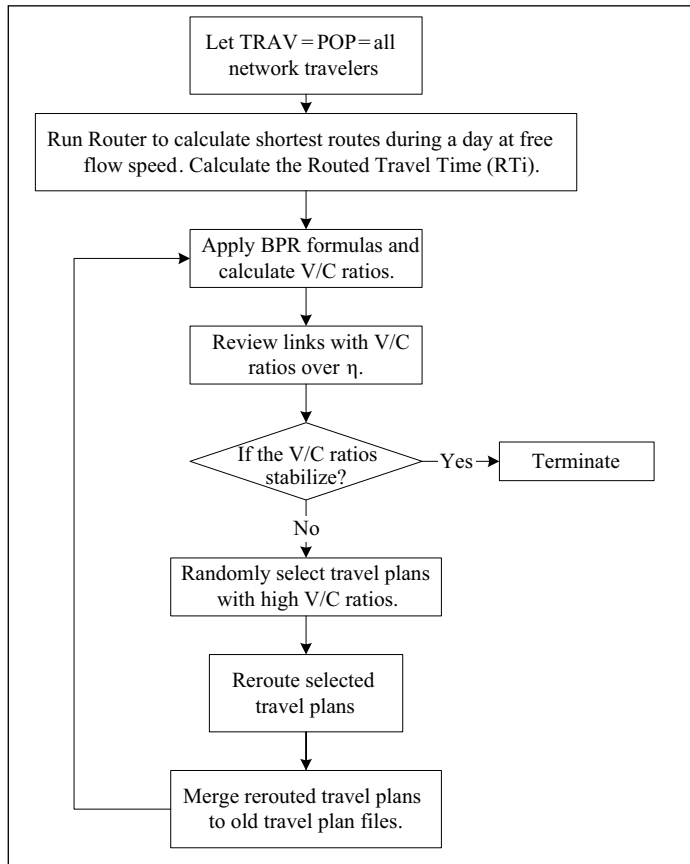 Let TRAV = POP = all
network travelers
Run Router to calculate shortest routes during a day at free
flow speed. Calculate the Routed Travel Time (RTi).
Apply BPR formulas and
calculate V/C ratios.
Review links with V/C
ratios over η.
If the V/C ratios
stabilize?
Yes
Terminate
No
Randomly select travel plans
with high V/C ratios.
Reroute selected
travel plans
Merge rerouted travel plans
to old travel plan files.